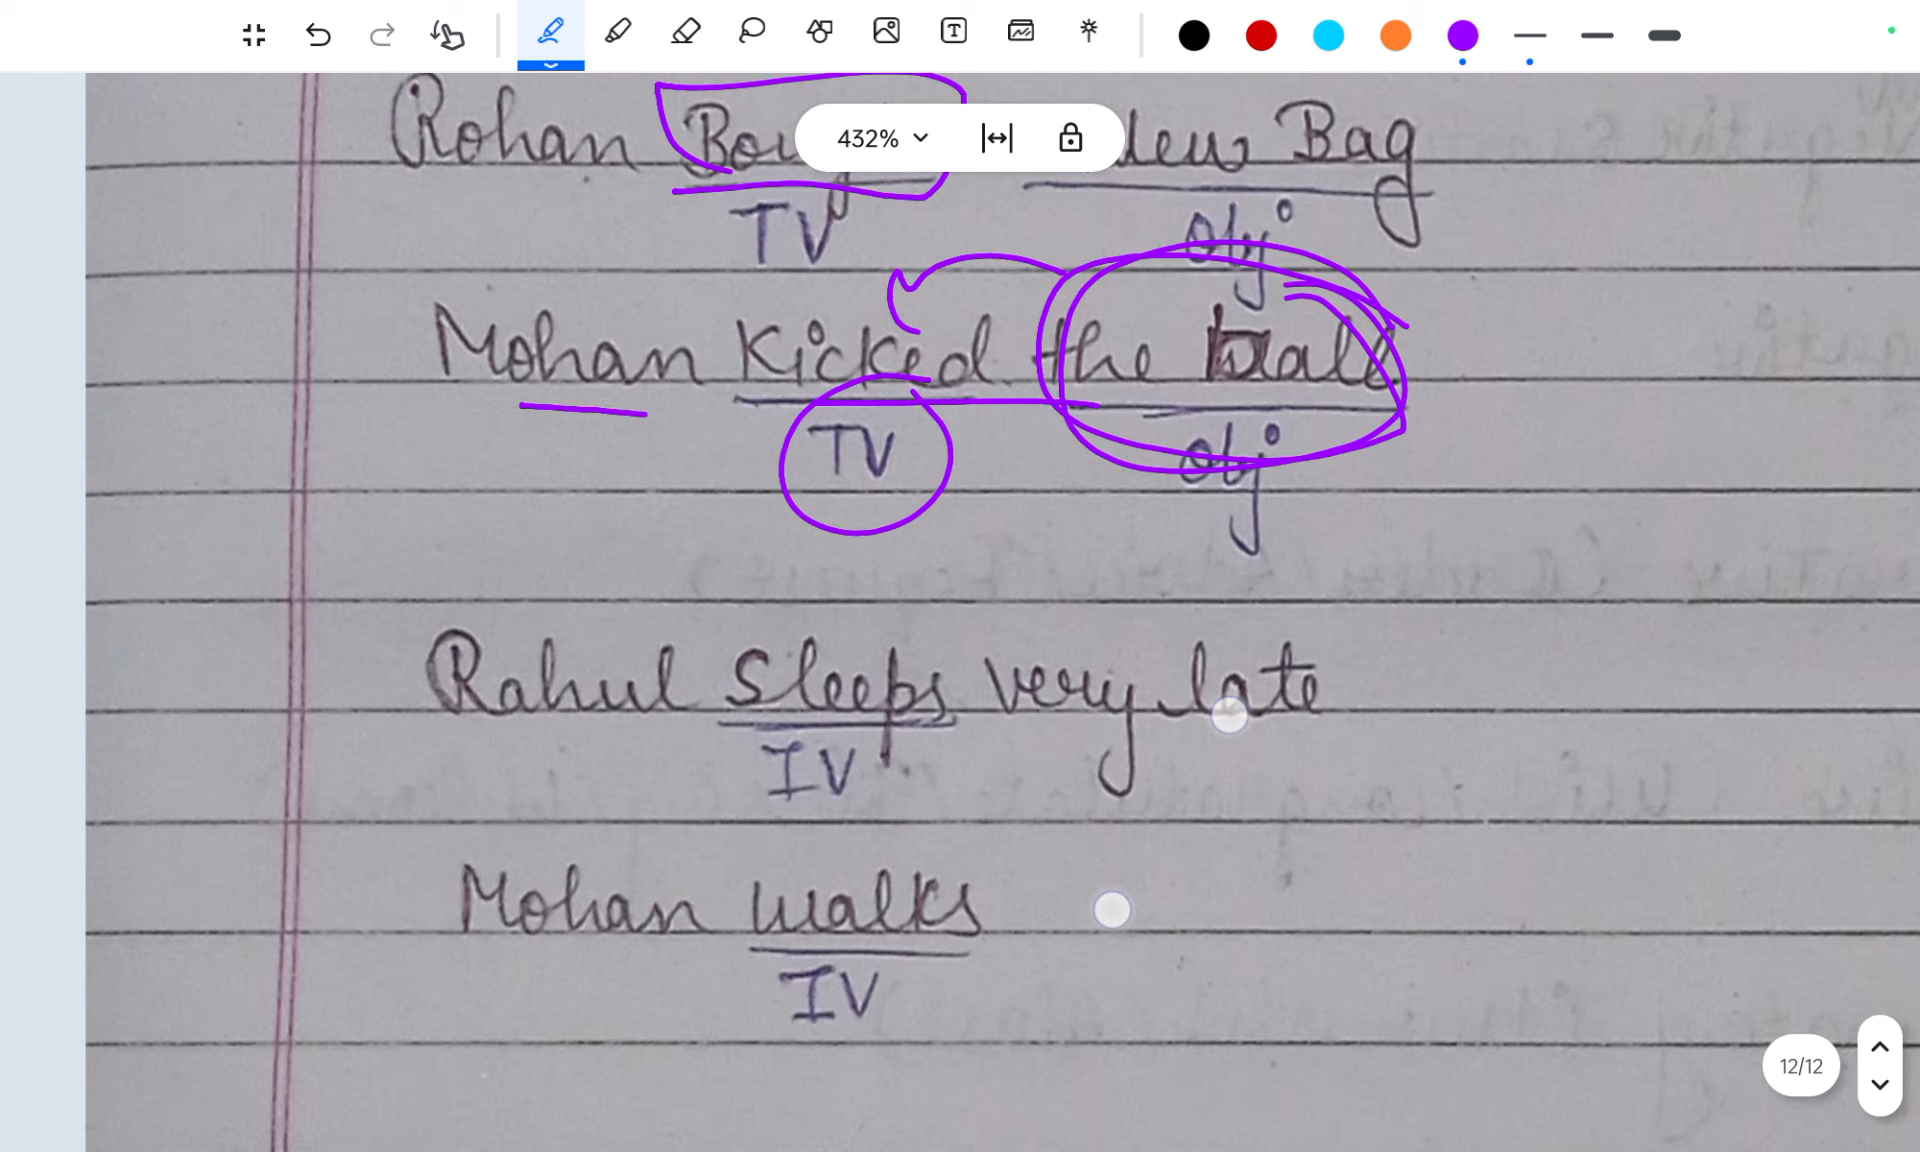 432%
Rohan Bag
TV obj
Mohan Kicked the ball
TV obj
Rahul Sleeps very late
IV
Mohan walks
IV
12/12